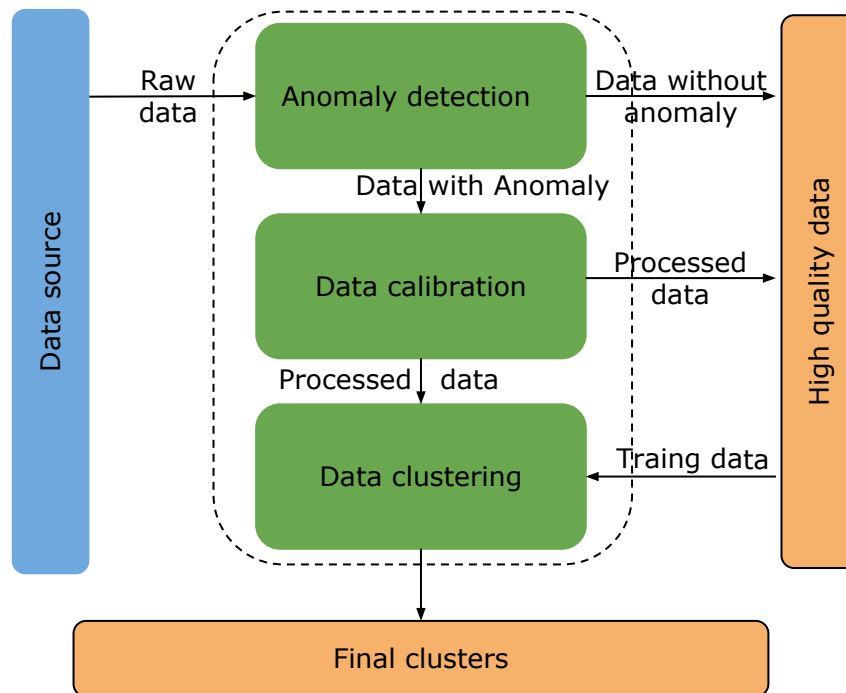 Raw
data
Anomaly detection
Data without
anomaly
Data with Anomaly
Data source
Data calibration
Processed
data
High quality data
Processed data
Data clustering
Traing data
Final clusters